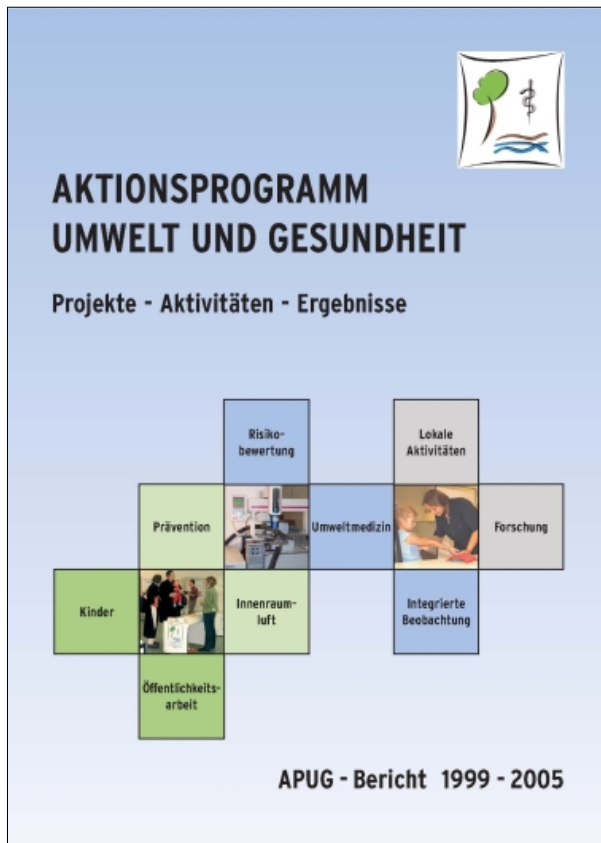 AKTIONSPROGRAMM
UMWELT UND GESUNDHEIT
Projekte - Aktivitäten - Ergebnisse
Risiko-
bewertung
Lokale
Aktivitäten
Prävention
Umweltmedizin
Forschung
Kinder
Innenraum-
luft
Integrierte
Beobachtung
Öffentlichkeits-
arbeit
APUG - Bericht 1999 - 2005